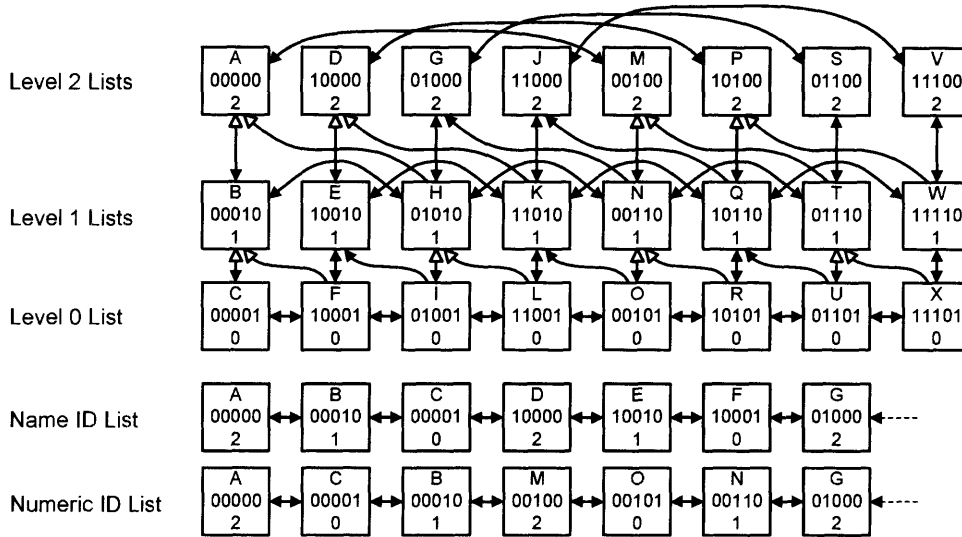 A D G J M P S V
Level 2 Lists 00000 10000 01000 11000 00100 10100 01100 11100
2 2 2 2 2 2 2 2
B E H K N Q T W
Level 1 Lists 00010 10010 01010 11010 00110 10110 01110 11110
1 1 1 1 1 1 1 1
C F I L O R U X
Level 0 List 00001 10001 01001 11001 00101 10101 01101 11101
0 0 0 0 0 0 0 0
A B C D E F G
Name ID List 00000 00010 00001 10000 10010 10001 01000
2 1 0 2 1 0 2
A C B M O N G
Numeric ID List 00000 00001 00010 00100 00101 00110 01000
2 0 1 2 0 1 2